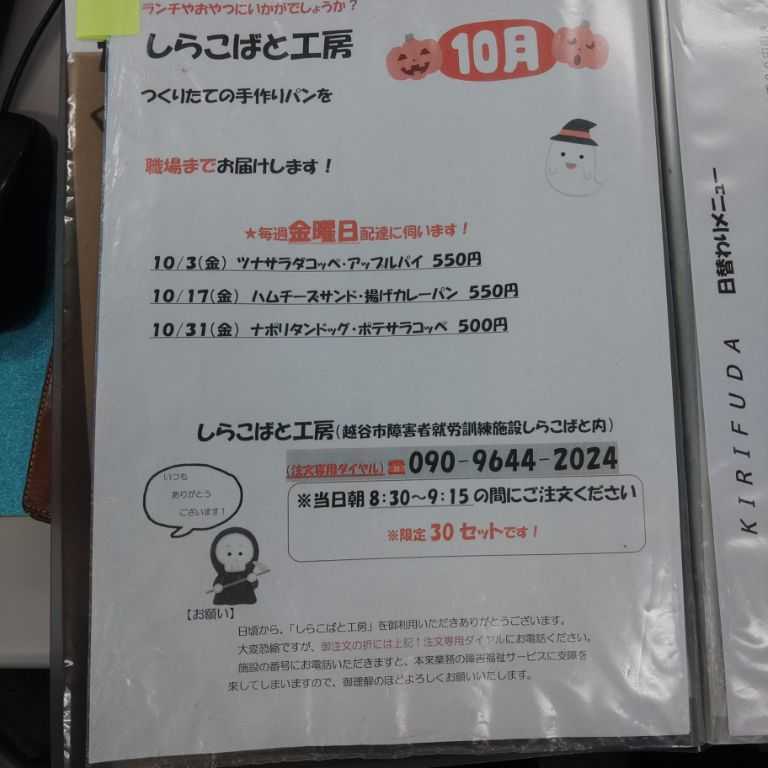 ランチやおやつにいかがでしょうか?
しらこばと工房
10月
つくりたての手作りパンを
職場までお届けします!
★毎週金曜日配達に伺います!
10/3(金) ツナサラダコッペ・アップルパイ 550円
10/17(金) ハムチーズサンド・揚げカレーパン 550円
10/31(金) ナポリタンドッグ・ポテサラコッペ 500円
しらこばと工房(越谷市障害者就労訓練施設しらこばと内)
(注文専用ダイヤル)☎090-9644-2024
※当日朝8:30~9:15の間にご注文ください
※限定30セットです!
いつも
ありがとう
ございます!
【お願い】
日頃から、「しらこばと工房」を御利用いただきありがとうございます。
大変恐縮ですが、御注文の折には上記!注文専用ダイヤルにお電話ください。
施設の番号にお電話いただきますと、本来業務の障害福祉サービスに支障を
来してしまいますので、御理解のほどよろしくお願いいたします。
日替わりメニュー
KIRIFUDA